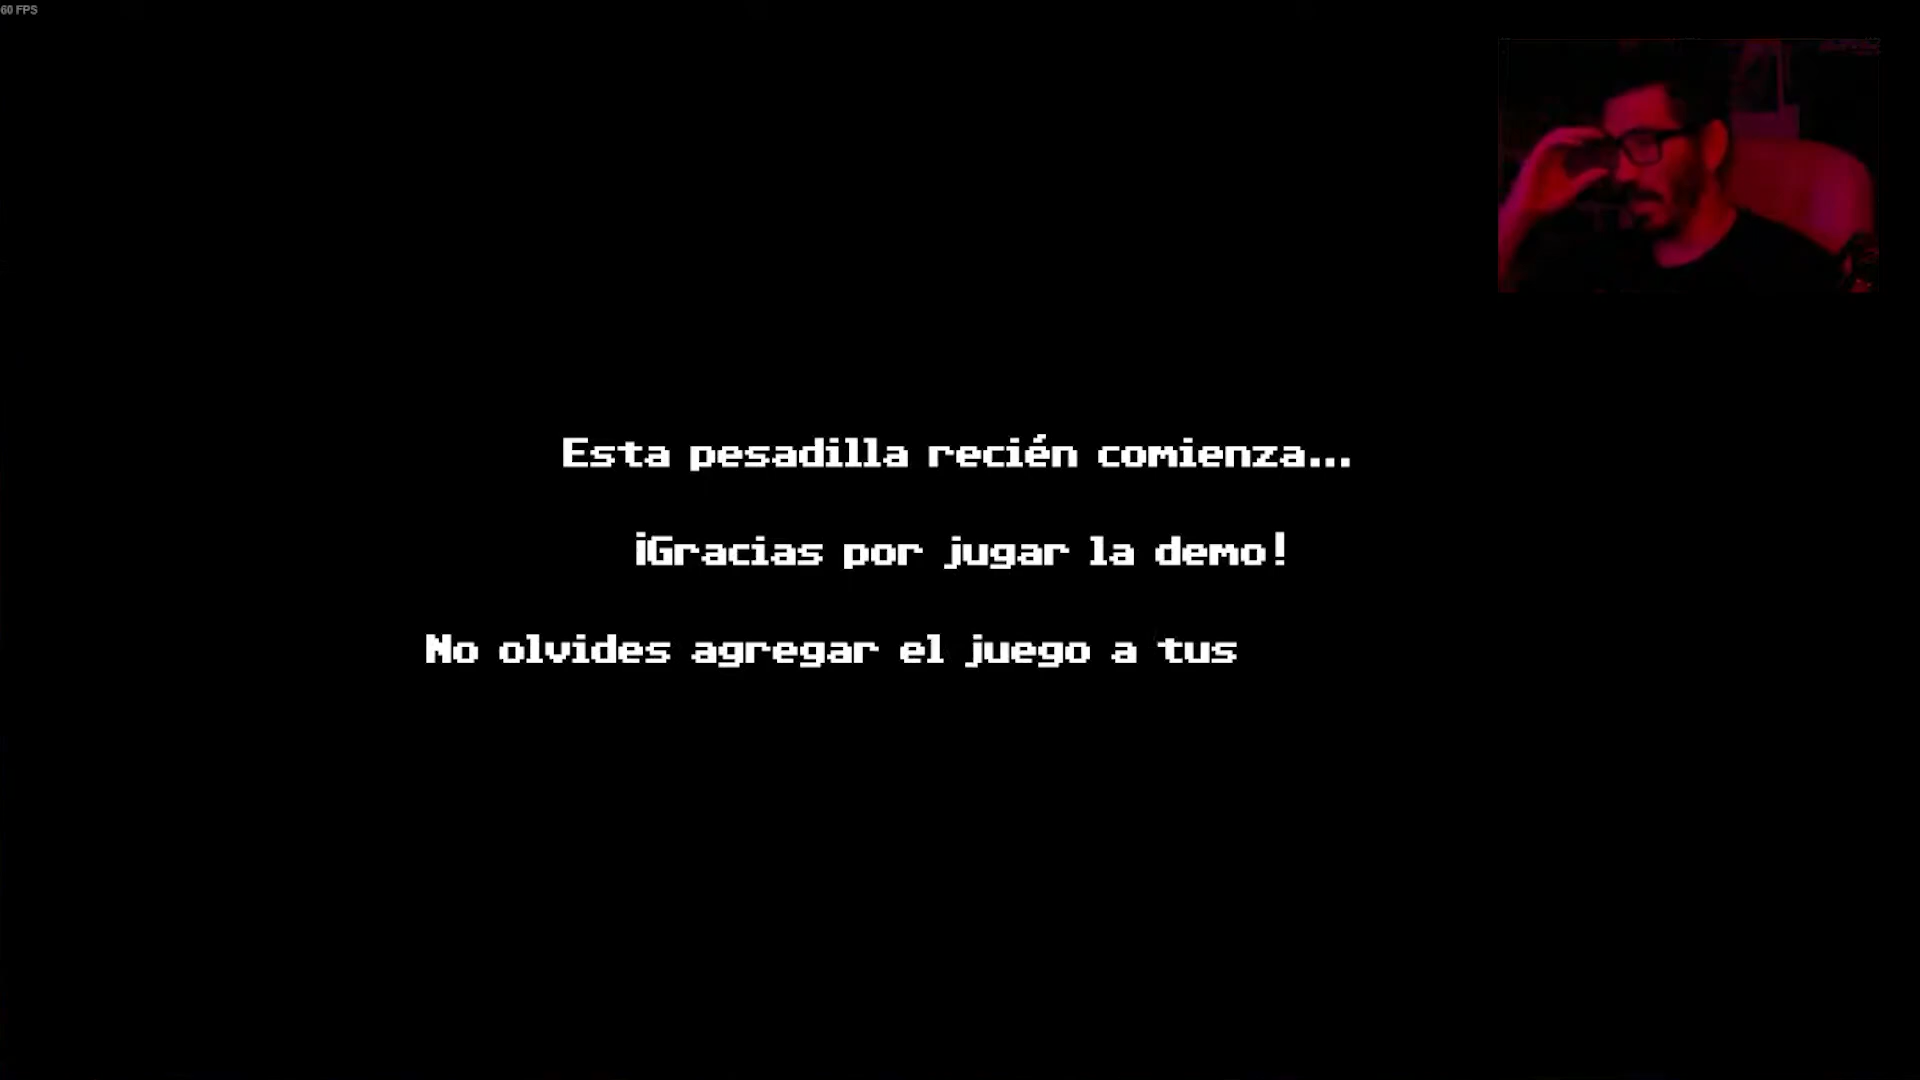 60 FPS
Esta pesadilla recién comienza...
¡Gracias por jugar la demo!
No olvides agregar el juego a tus